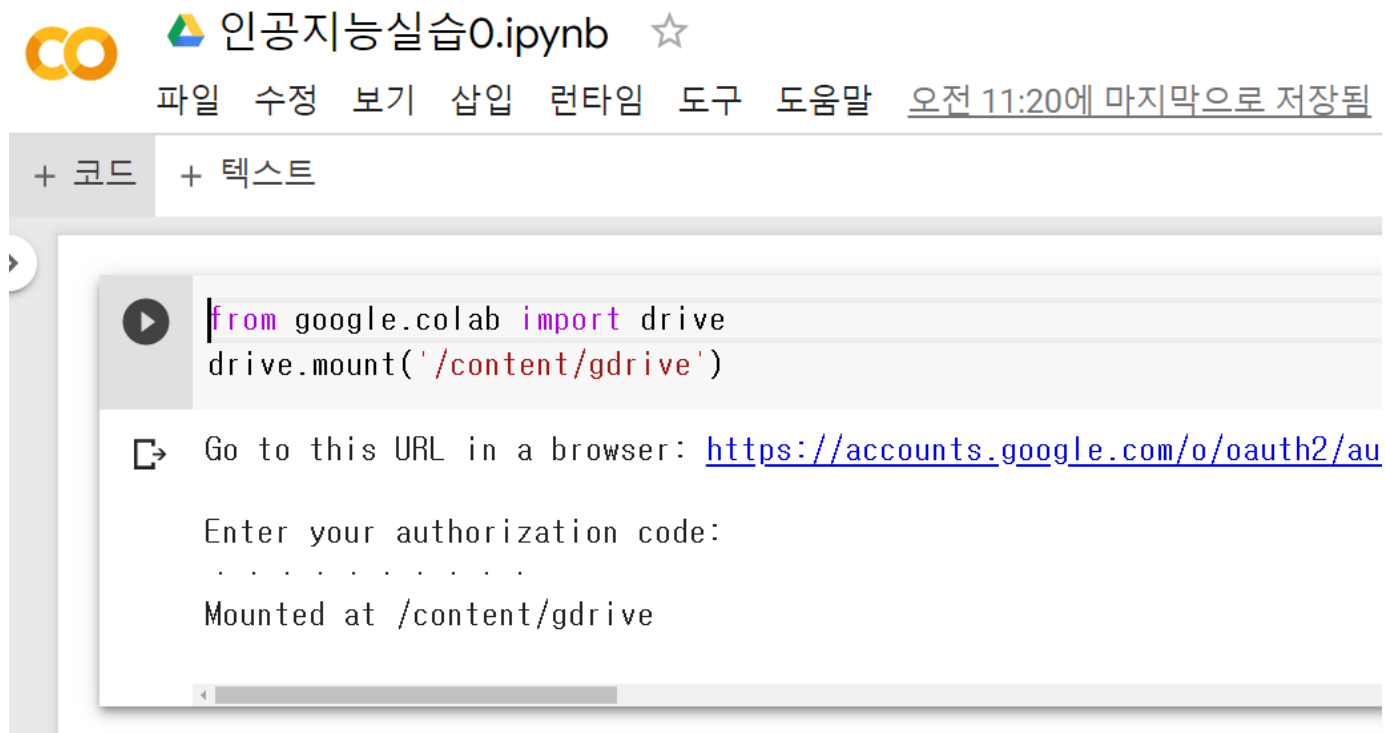 인공지능실습0.ipynb
파일 수정 보기 삽입 런타임 도구 도움말 오전 11:20에 마지막으로 저장됨
+ 코드 + 텍스트
from google.colab import drive
drive.mount('/content/gdrive')
Go to this URL in a browser: https://accounts.google.com/o/oauth2/au
Enter your authorization code:
··········
Mounted at /content/gdrive